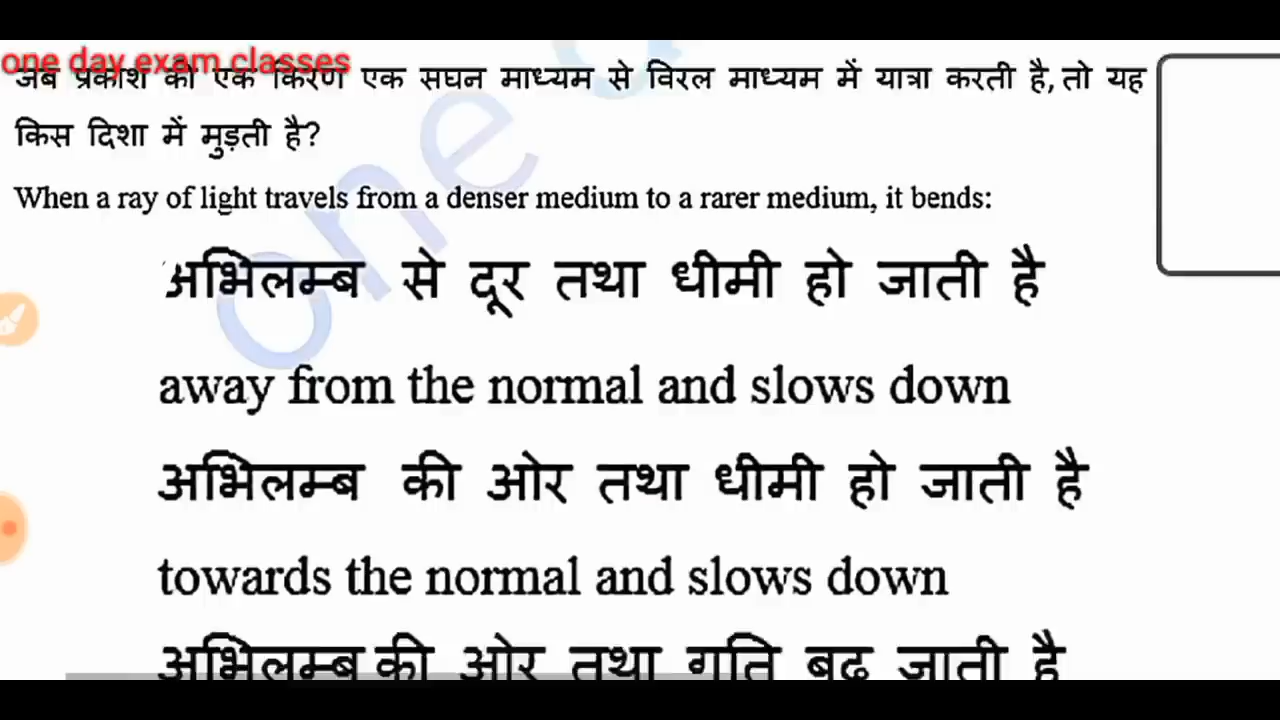 one day exam classes
जब प्रकाश की एक किरण एक सघन माध्यम से विरल माध्यम में यात्रा करती है, तो यह
किस दिशा में मुड़ती है?
When a ray of light travels from a denser medium to a rarer medium, it bends:
अभिलम्ब से दूर तथा धीमी हो जाती है
away from the normal and slows down
अभिलम्ब की ओर तथा धीमी हो जाती है
towards the normal and slows down
अभिलम्ब की ओर तथा गति बढ़ जाती है
one